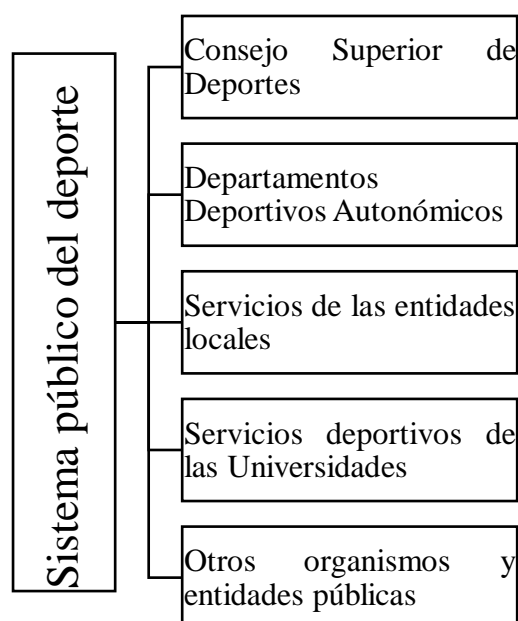 Sistema público del deporte
Consejo Superior de
Deportes
Departamentos
Deportivos Autonómicos
Servicios de las entidades
locales
Servicios deportivos de
las Universidades
Otros organismos y
entidades públicas